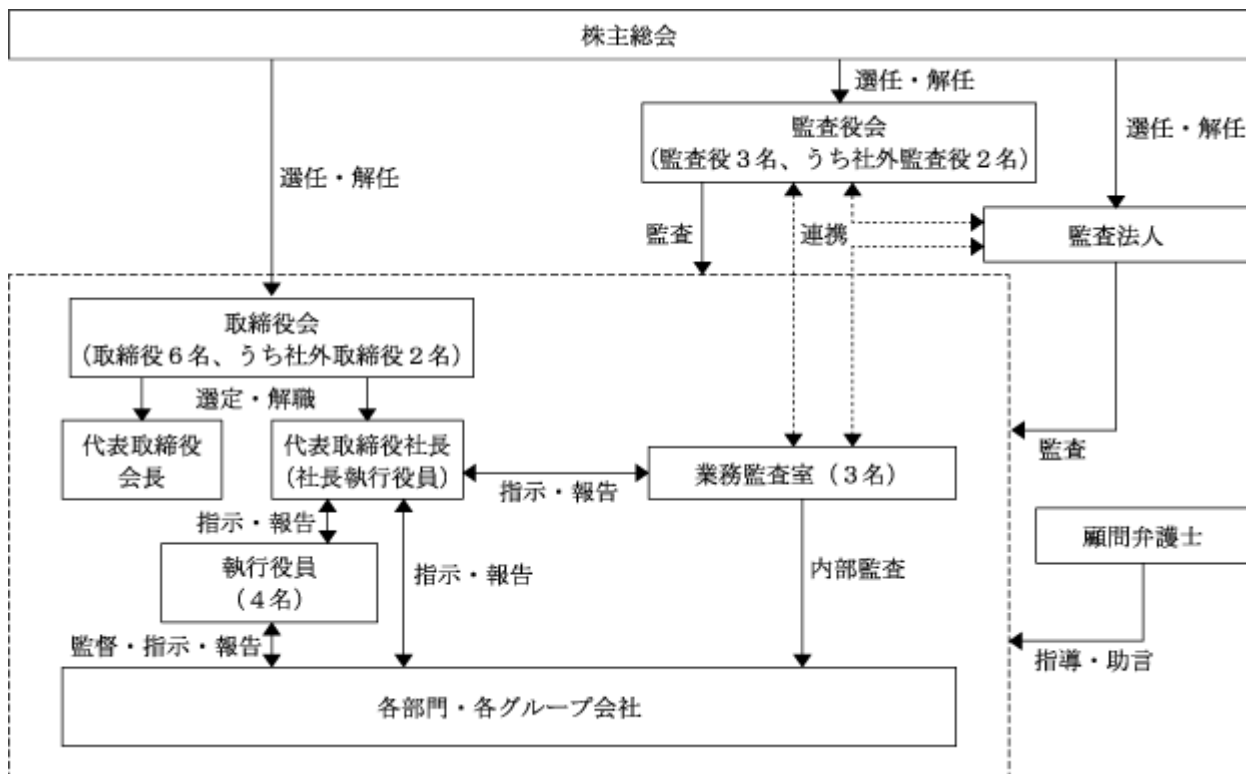 株主総会
選任・解任
監査役会
(監査役3名、うち社外監査役2名)
選任・解任
選任・解任
監査
連携
監査法人
取締役会
(取締役6名、うち社外取締役2名)
選定・解職
代表取締役
会長
代表取締役社長
(社長執行役員)
指示・報告
業務監査室(3名)
監査
指示・報告
執行役員
(4名)
指示・報告
内部監査
顧問弁護士
監督・指示・報告
指導・助言
各部門・各グループ会社